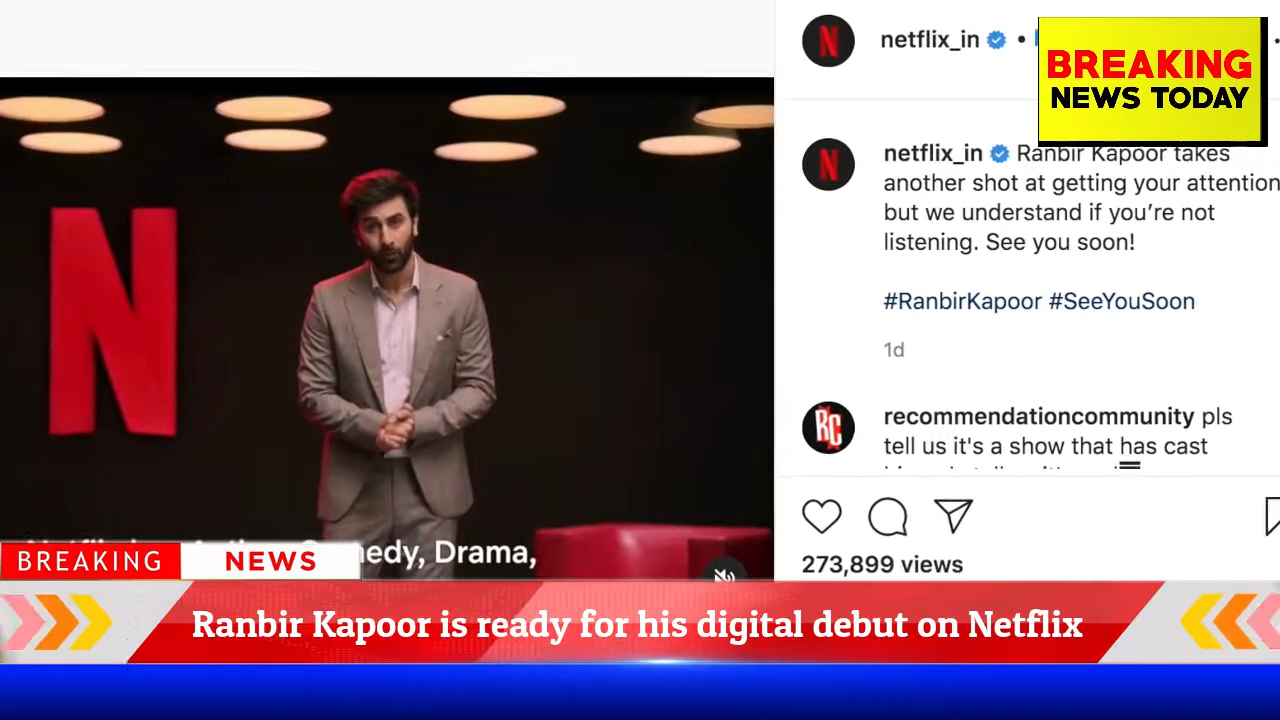 netflix_in •
BREAKING
NEWS TODAY
N
N
N
netflix_in Ranbir Kapoor takes
another shot at getting your attention
but we understand if you’re not
listening. See you soon!
#RanbirKapoor #SeeYouSoon
1d
RC
recommendationcommunity pls
tell us it's a show that has cast
273,899 views
Comedy, Drama,
BREAKING NEWS
Ranbir Kapoor is ready for his digital debut on Netflix